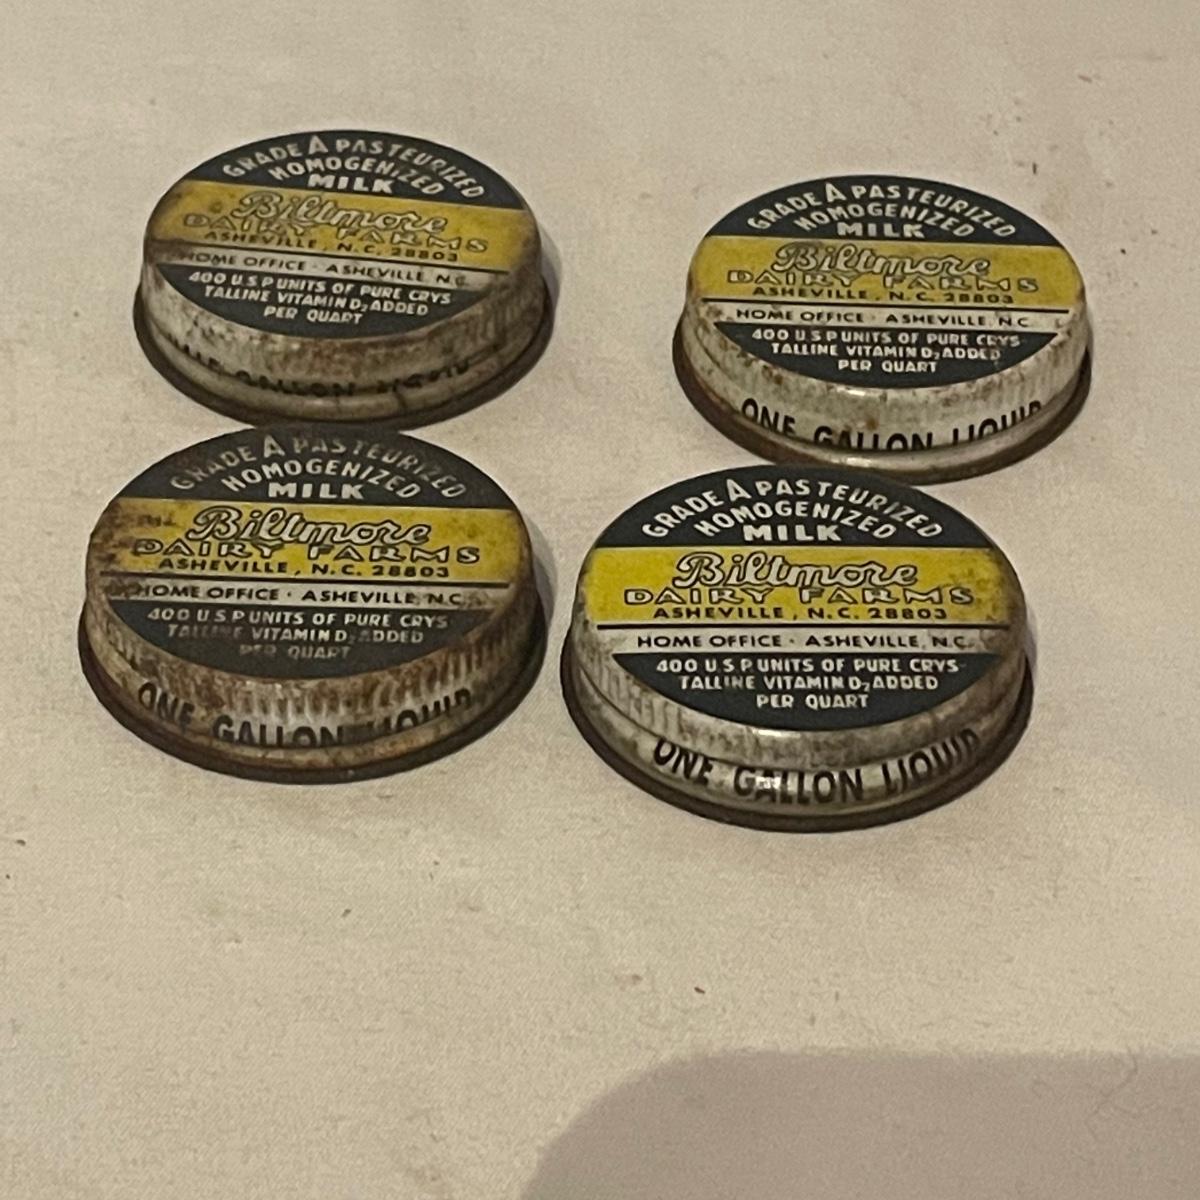 GRADE A PASTEURIZED
HOMOGENIZED
MILK
Biltmore
DAIRY FARMS
ASHEVILLE, N.C. 28803
HOME OFFICE · ASHEVILLE, N.C.
400 U.S.P. UNITS OF PURE CRYS-
TALLINE VITAMIN D₂ ADDED
PER QUART
GALLON LIQUID
GRADE A PASTEURIZED
HOMOGENIZED
MILK
Biltmore
DAIRY FARMS
ASHEVILLE, N.C. 28803
HOME OFFICE · ASHEVILLE, N.C.
400 U.S.P. UNITS OF PURE CRYS-
TALLINE VITAMIN D₂ ADDED
PER QUART
ONE GALLON LIQUID
GRADE A PASTEURIZED
HOMOGENIZED
MILK
Biltmore
DAIRY FARMS
ASHEVILLE, N.C. 28803
HOME OFFICE · ASHEVILLE, N.C.
400 U.S.P. UNITS OF PURE CRYS-
TALLINE VITAMIN D₂ ADDED
PER QUART
ONE GALLON LIQUID
GRADE A PASTEURIZED
HOMOGENIZED
MILK
Biltmore
DAIRY FARMS
ASHEVILLE, N.C. 28803
HOME OFFICE · ASHEVILLE, N.C.
400 U.S.P. UNITS OF PURE CRYS-
TALLINE VITAMIN D₂ ADDED
PER QUART
ONE GALLON LIQUID